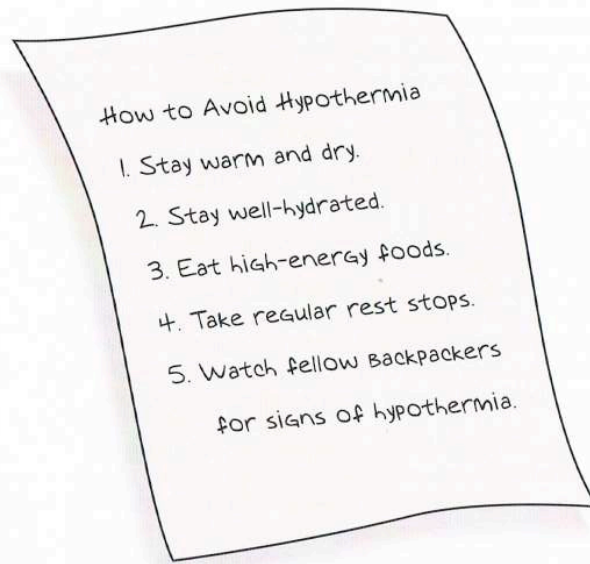 How to Avoid Hypothermia
1. Stay warm and dry.
2. Stay well-hydrated.
3. Eat high-energy foods.
4. Take regular rest stops.
5. Watch fellow Backpackers
for signs of hypothermia.